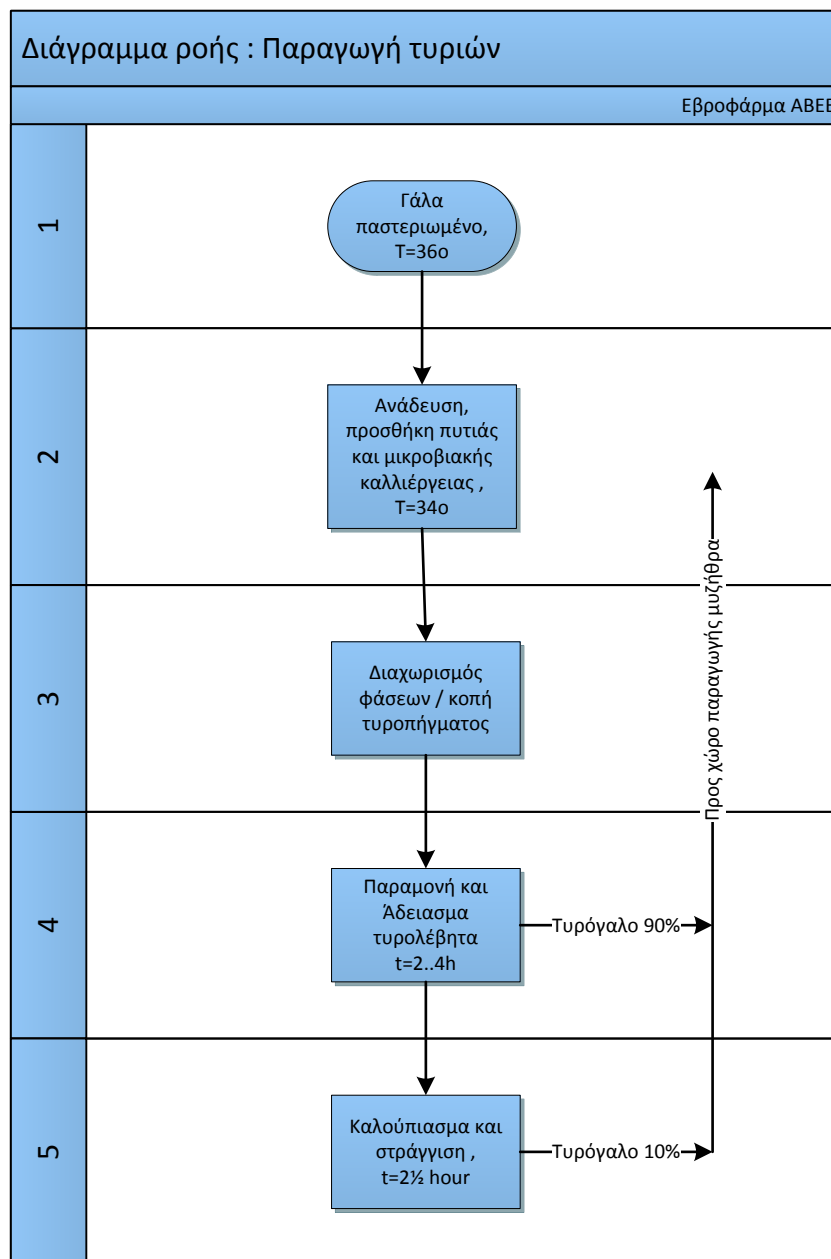 Διάγραμμα ροής : Παραγωγή τυριών
Εβροφάρμα ΑΒΕΕ
1
Γάλα
παστεριωμένο,
T=36ο
2
Ανάδευση,
προσθήκη πυτιάς
και μικροβιακής
καλλιέργειας ,
T=34ο
Προς χώρο παραγωγής μυζήθρα
3
Διαχωρισμός
φάσεων / κοπή
τυροπήγματος
4
Παραμονή και
Άδειασμα
τυρολέβητα
t=2..4h
Τυρόγαλο 90%
5
Καλούπιασμα και
στράγγιση ,
t=2½ hour
Τυρόγαλο 10%